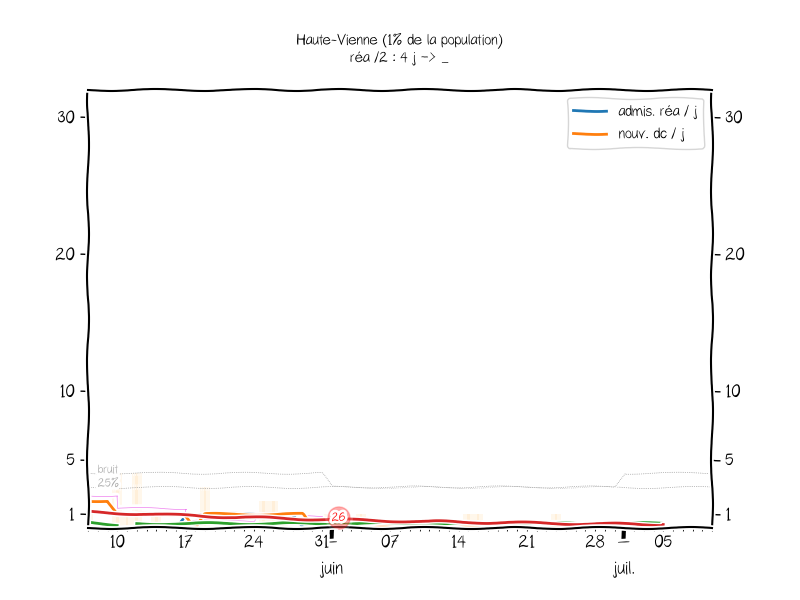 Haute-Vienne (1% de la population)
réa /2 : 4 j -> _
admis. réa / j
nouv. dc / j
30 30
20 20
10 10
5 5
bruit
25%
1 1
26
10 17 24 31 07 14 21 28 05
juin juil.